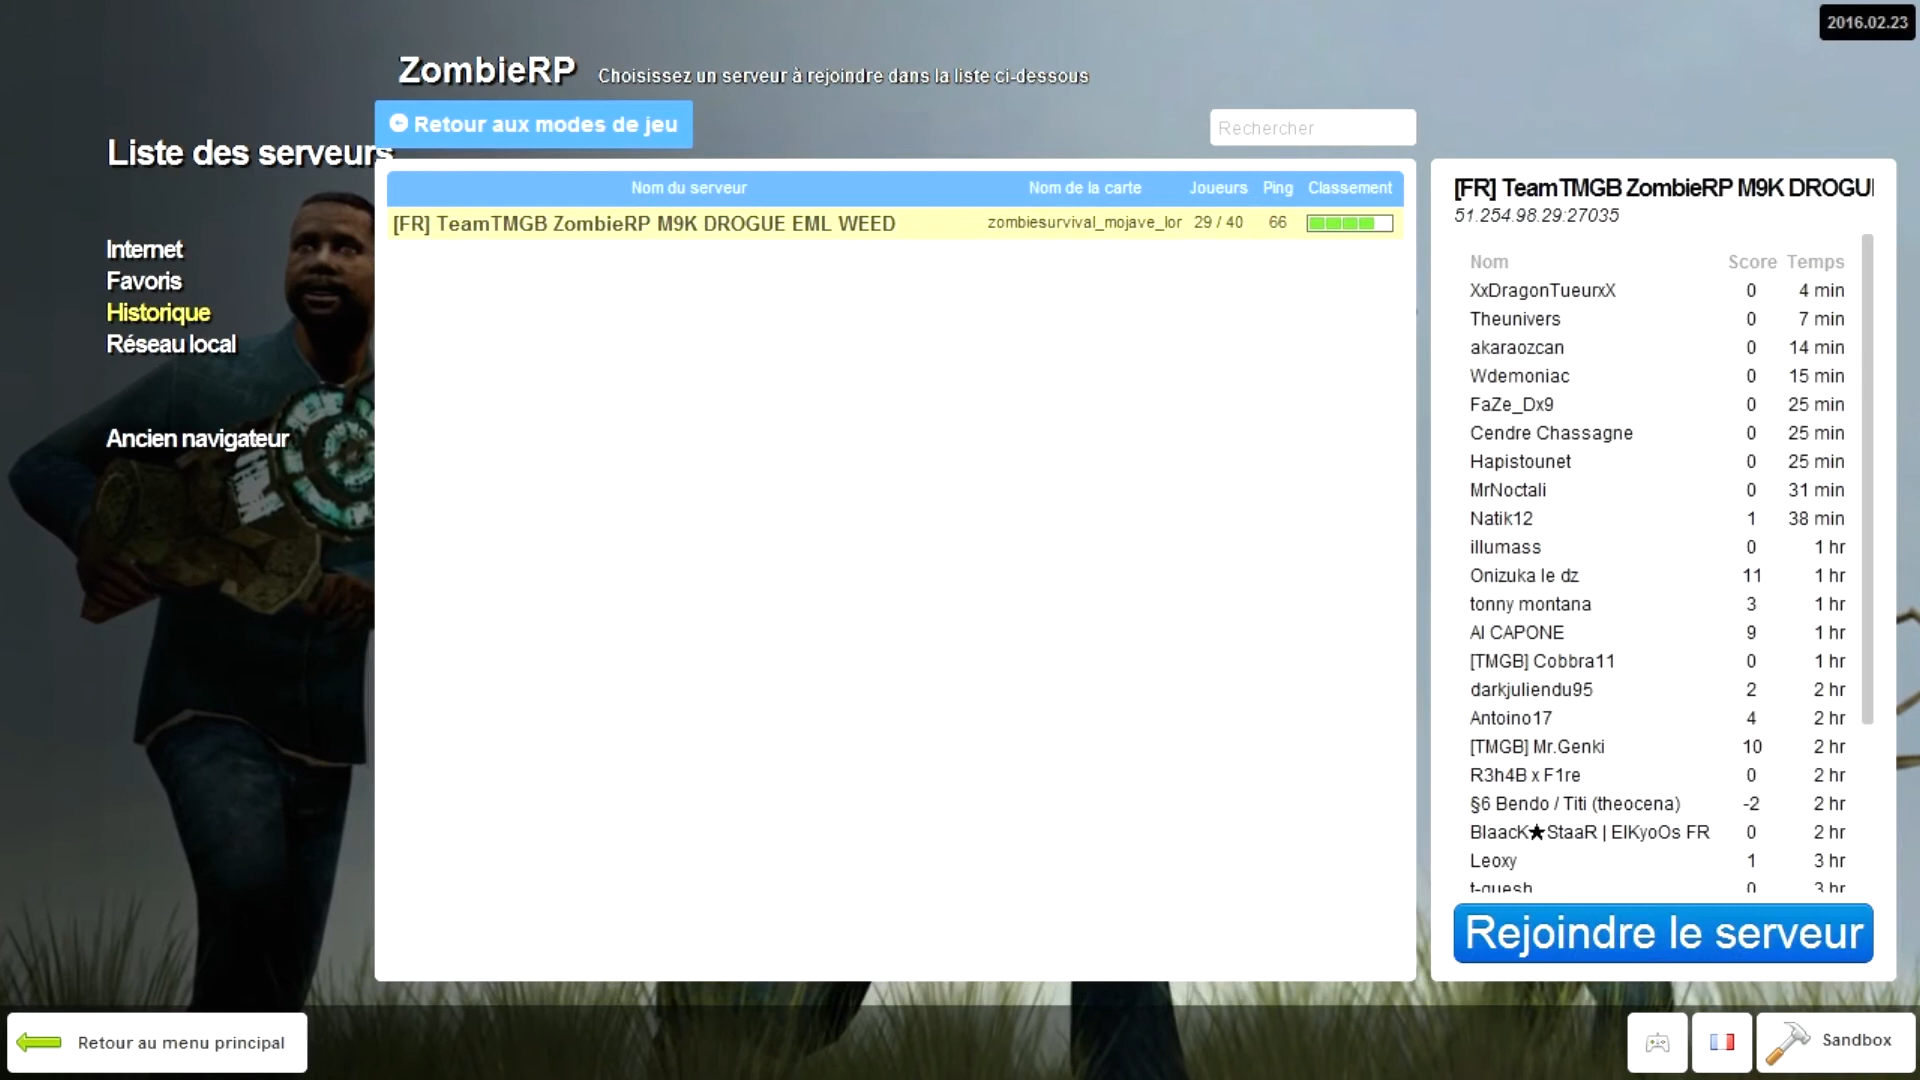 2016.02.23
ZombieRP Choisissez un serveur à rejoindre dans la liste ci-dessous
Retour aux modes de jeu
Rechercher
Liste des serveurs
Internet
Favoris
Historique
Réseau local
Ancien navigateur
Nom du serveur Nom de la carte Joueurs Ping Classement
[FR] TeamTMGB ZombieRP M9K DROGUE EML WEED zombiesurvival_mojave_lor 29 / 40 66
[FR] TeamTMGB ZombieRP M9K DROGU
51.254.98.29:27035
Nom Score Temps
XxDragonTueurxX 0 4 min
Theunivers 0 7 min
akaraozcan 0 14 min
Wdemoniac 0 15 min
FaZe_Dx9 0 25 min
Cendre Chassagne 0 25 min
Hapistounet 0 25 min
MrNoctali 0 31 min
Natik12 1 38 min
illumass 0 1 hr
Onizuka le dz 11 1 hr
tonny montana 3 1 hr
Al CAPONE 9 1 hr
[TMGB] Cobbra11 0 1 hr
darkjuliendu95 2 2 hr
Antoino17 4 2 hr
[TMGB] Mr.Genki 10 2 hr
R3h4B x F1re 0 2 hr
§6 Bendo / Titi (theocena) -2 2 hr
BlaacK★StaaR | ElKyoOs FR 0 2 hr
Leoxy 1 3 hr
t-guesh 0 3 hr
Rejoindre le serveur
Retour au menu principal
Sandbox